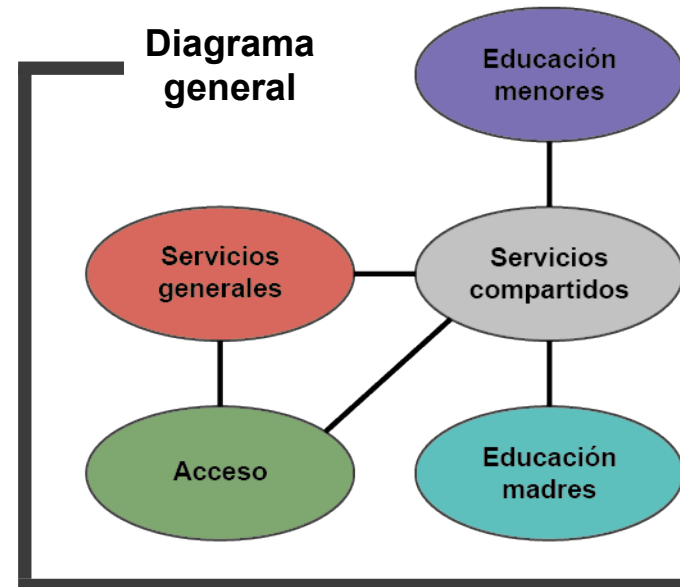 Diagrama
general
Educación
menores
Servicios
generales
Servicios
compartidos
Acceso
Educación
madres